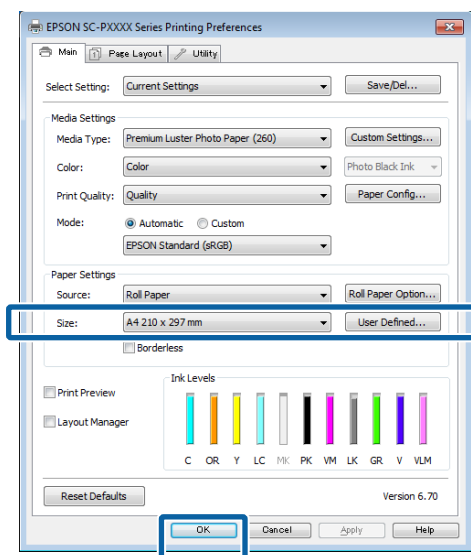 EPSON SC-PXXXX Series Printing Preferences
Main Page Layout Utility
Select Setting: Current Settings Save/Del...
Media Settings
Media Type: Premium Luster Photo Paper (260) Custom Settings...
Color: Color Photo Black Ink
Print Quality: Quality Paper Config...
Mode: Automatic Custom
EPSON Standard (sRGB)
Paper Settings
Source: Roll Paper Roll Paper Option...
Size: A4 210 x 297 mm User Defined...
Borderless
Ink Levels
Print Preview
Layout Manager
C OR Y LC MK PK VM LK GR V VLM
Reset Defaults Version 6.70
OK Cancel Apply Help